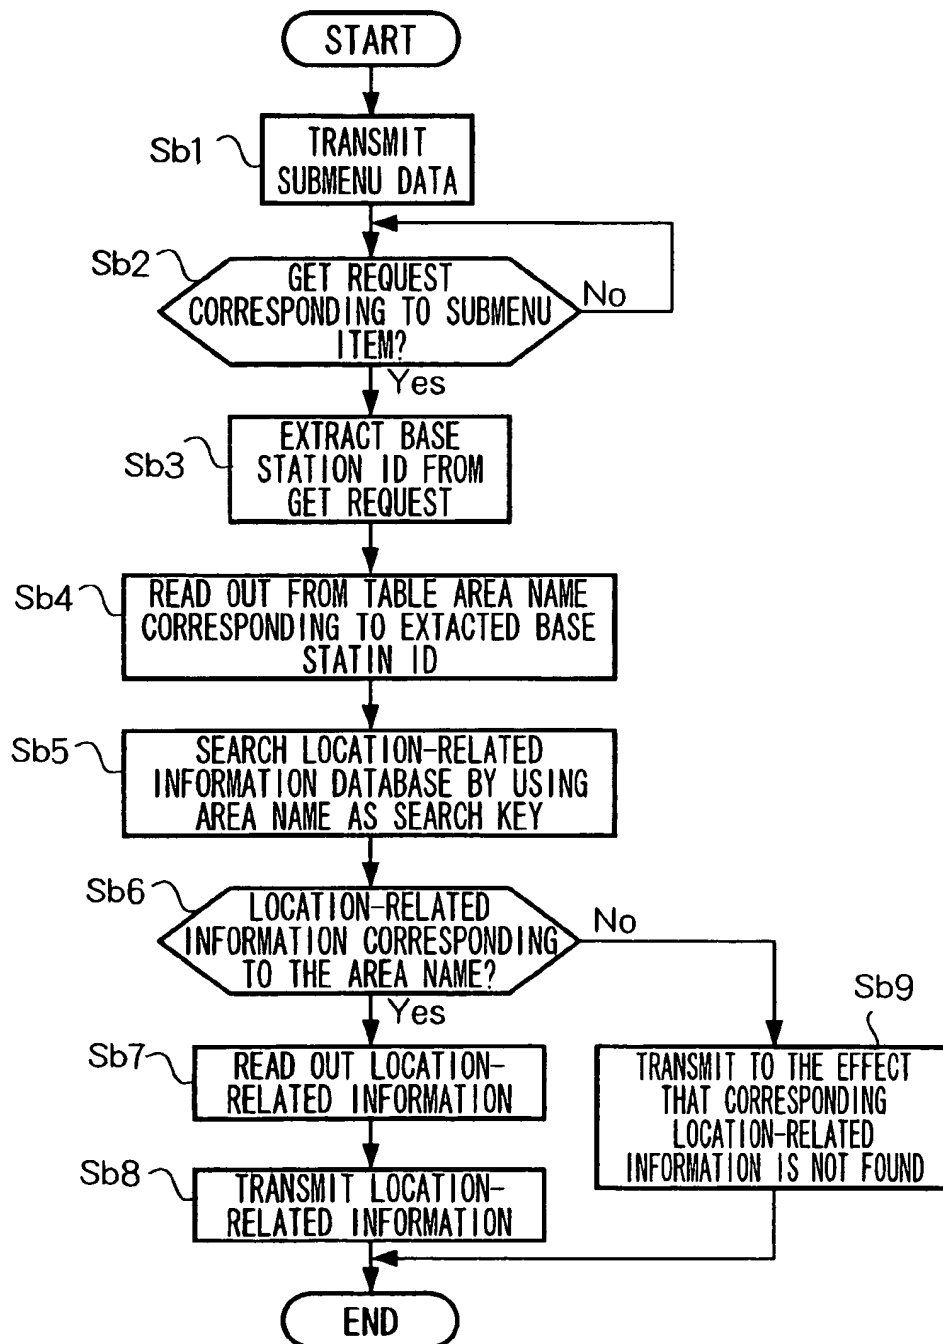 START
Sb1
TRANSMIT
SUBMENU DATA
Sb2
GET REQUEST
CORRESPONDING TO SUBMENU
ITEM?
No
Yes
Sb3
EXTRACT BASE
STATION ID FROM
GET REQUEST
Sb4
READ OUT FROM TABLE AREA NAME
CORRESPONDING TO EXTACTED BASE
STATIN ID
Sb5
SEARCH LOCATION-RELATED
INFORMATION DATABASE BY USING
AREA NAME AS SEARCH KEY
Sb6
LOCATION-RELATED
INFORMATION CORRESPONDING
TO THE AREA NAME?
No
Yes
Sb7
READ OUT LOCATION-
RELATED INFORMATION
Sb9
TRANSMIT TO THE EFFECT
THAT CORRESPONDING
LOCATION-RELATED
INFORMATION IS NOT FOUND
Sb8
TRANSMIT LOCATION-
RELATED INFORMATION
END